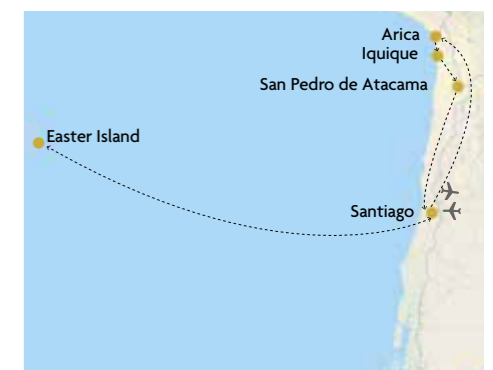 Arica
Iquique
San Pedro de Atacama
Easter Island
Santiago